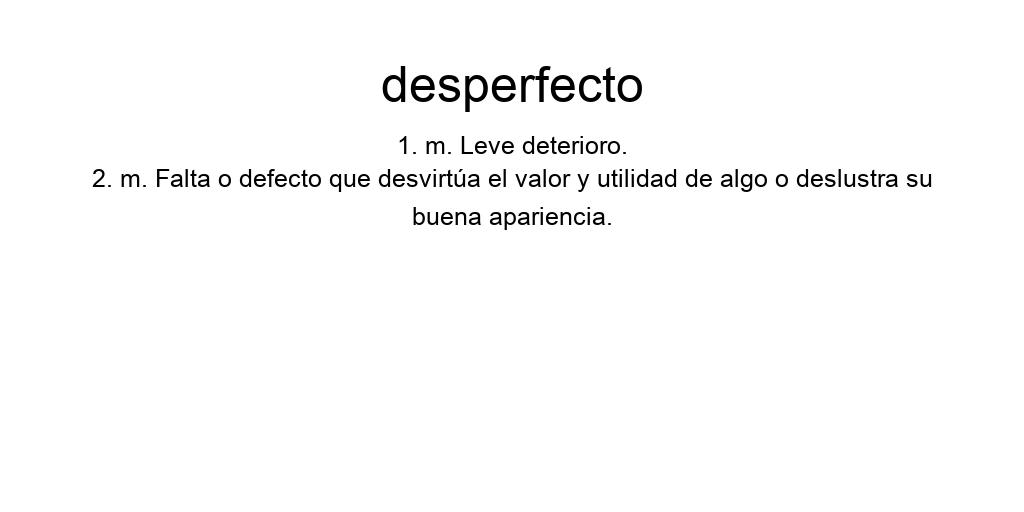 desperfecto
1. m. Leve deterioro.
2. m. Falta o defecto que desvirtúa el valor y utilidad de algo o deslustra su
buena apariencia.